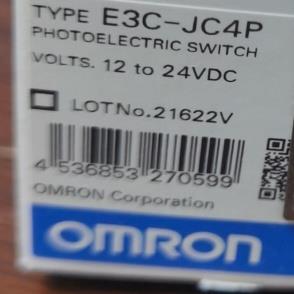 TYPE E3C-JC4P
PHOTOELECTRIC SWITCH
VOLTS. 12 to 24VDC
LOTNo.21622V
4 536853 270599
OMRON Corporation
OMRON